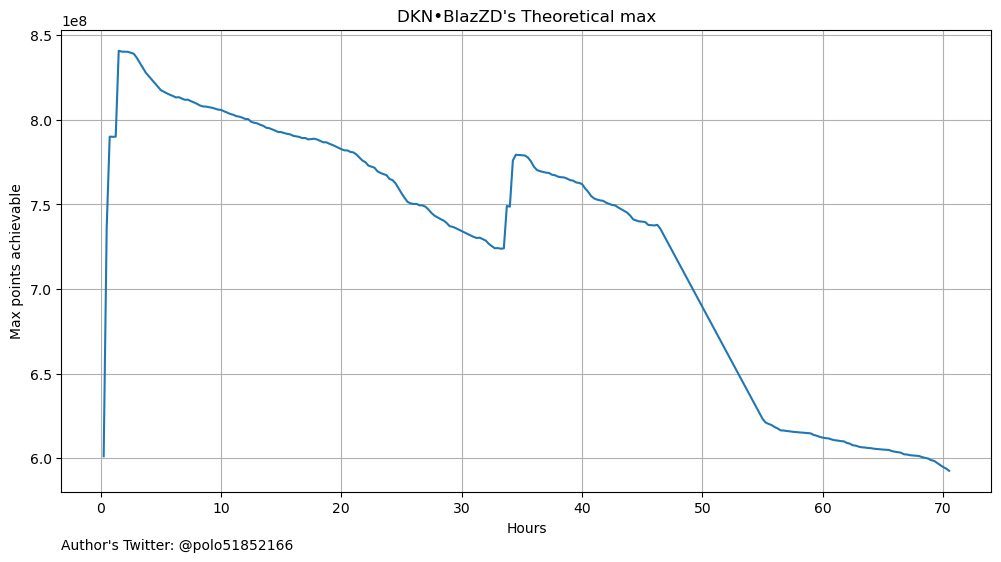 DKN•BlazZD's Theoretical max
1e8
8.5
8.0
7.5
7.0
6.5
6.0
Max points achievable
0 10 20 30 40 50 60 70
Hours
Author's Twitter: @polo51852166